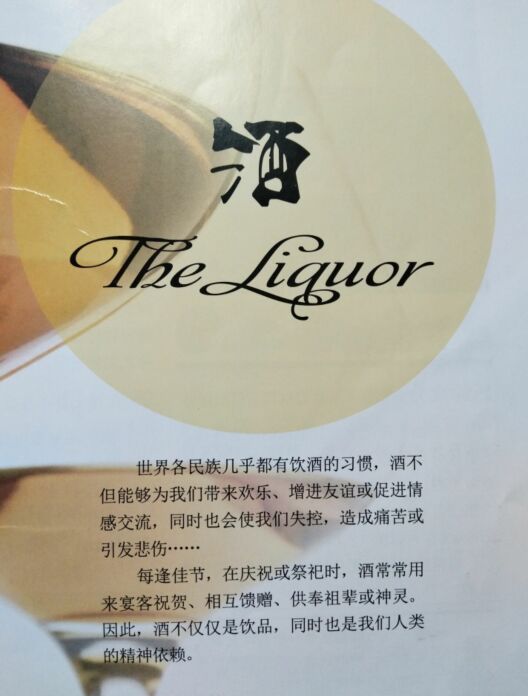 酒
The Liquor
世界各民族几乎都有饮酒的习惯，酒不
但能够为我们带来欢乐、增进友谊或促进情
感交流，同时也会使我们失控，造成痛苦或
引发悲伤……
每逢佳节，在庆祝或祭祀时，酒常常用
来宴客祝贺、相互馈赠、供奉祖辈或神灵。
因此，酒不仅仅是饮品，同时也是我们人类
的精神依赖。